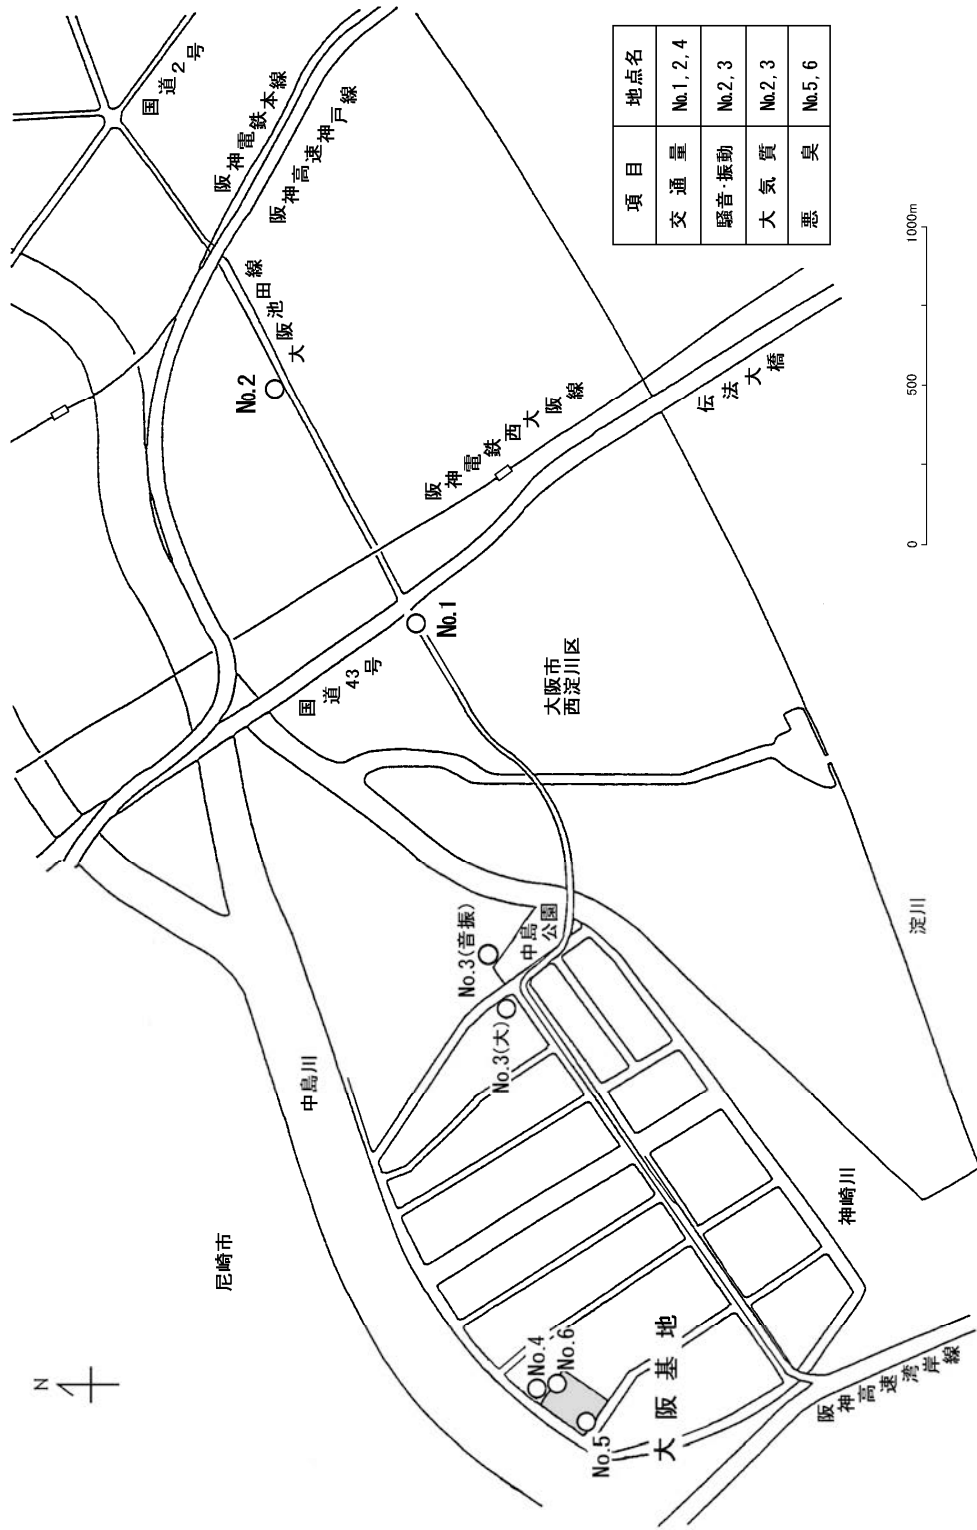 N
尼崎市
中島川
国道43号
国道2号
阪神電鉄本線
阪神高速神戸線
大阪池田線
No.2
阪神電鉄西大阪線
No.1
伝法大橋
大阪市
西淀川区
No.3(音振)
No.3(大)
中島
公園
No.4
No.6
No.5
大阪基地
神崎川
淀川
阪神高速湾岸線
項目 地点名
交通量 No.1,2,4
騒音・振動 No.2,3
大気質 No.2,3
悪臭 No.5,6
0 500 1000m